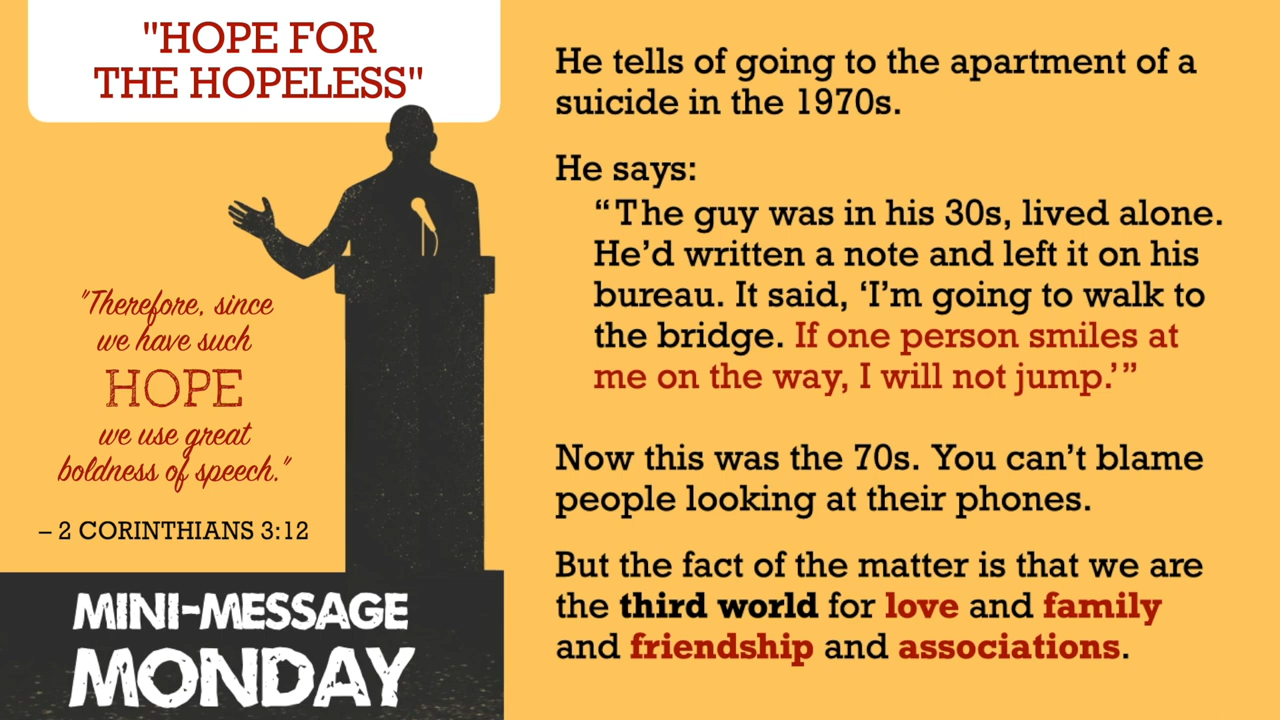 "HOPE FOR
THE HOPELESS"
"Therefore, since
we have such
HOPE
we use great
boldness of speech."
– 2 CORINTHIANS 3:12
MINI-MESSAGE
MONDAY
He tells of going to the apartment of a
suicide in the 1970s.
He says:
“The guy was in his 30s, lived alone.
He’d written a note and left it on his
bureau. It said, ‘I’m going to walk to
the bridge. If one person smiles at
me on the way, I will not jump.’”
Now this was the 70s. You can’t blame
people looking at their phones.
But the fact of the matter is that we are
the third world for love and family
and friendship and associations.